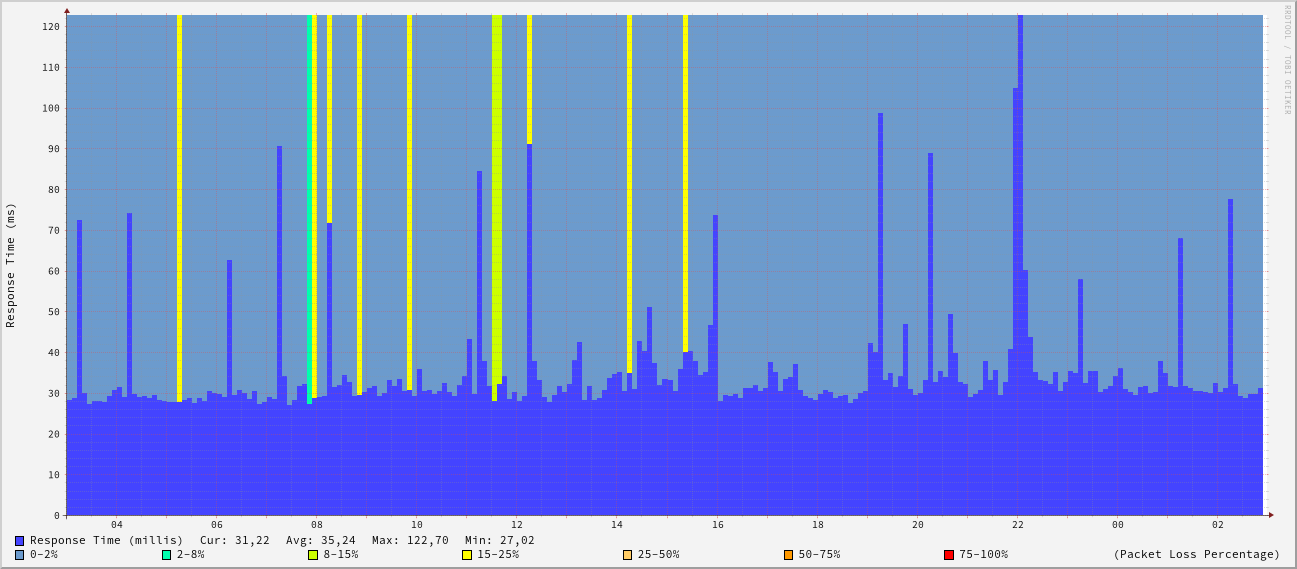 RRDTOOL / TOBI OETIKER
Response Time (ms)
120
110
100
90
80
70
60
50
40
30
20
10
0
04 06 08 10 12 14 16 18 20 22 00 02
Response Time (millis) Cur: 31,22 Avg: 35,24 Max: 122,70 Min: 27,02
0-2% 2-8% 8-15% 15-25% 25-50% 50-75% 75-100% (Packet Loss Percentage)